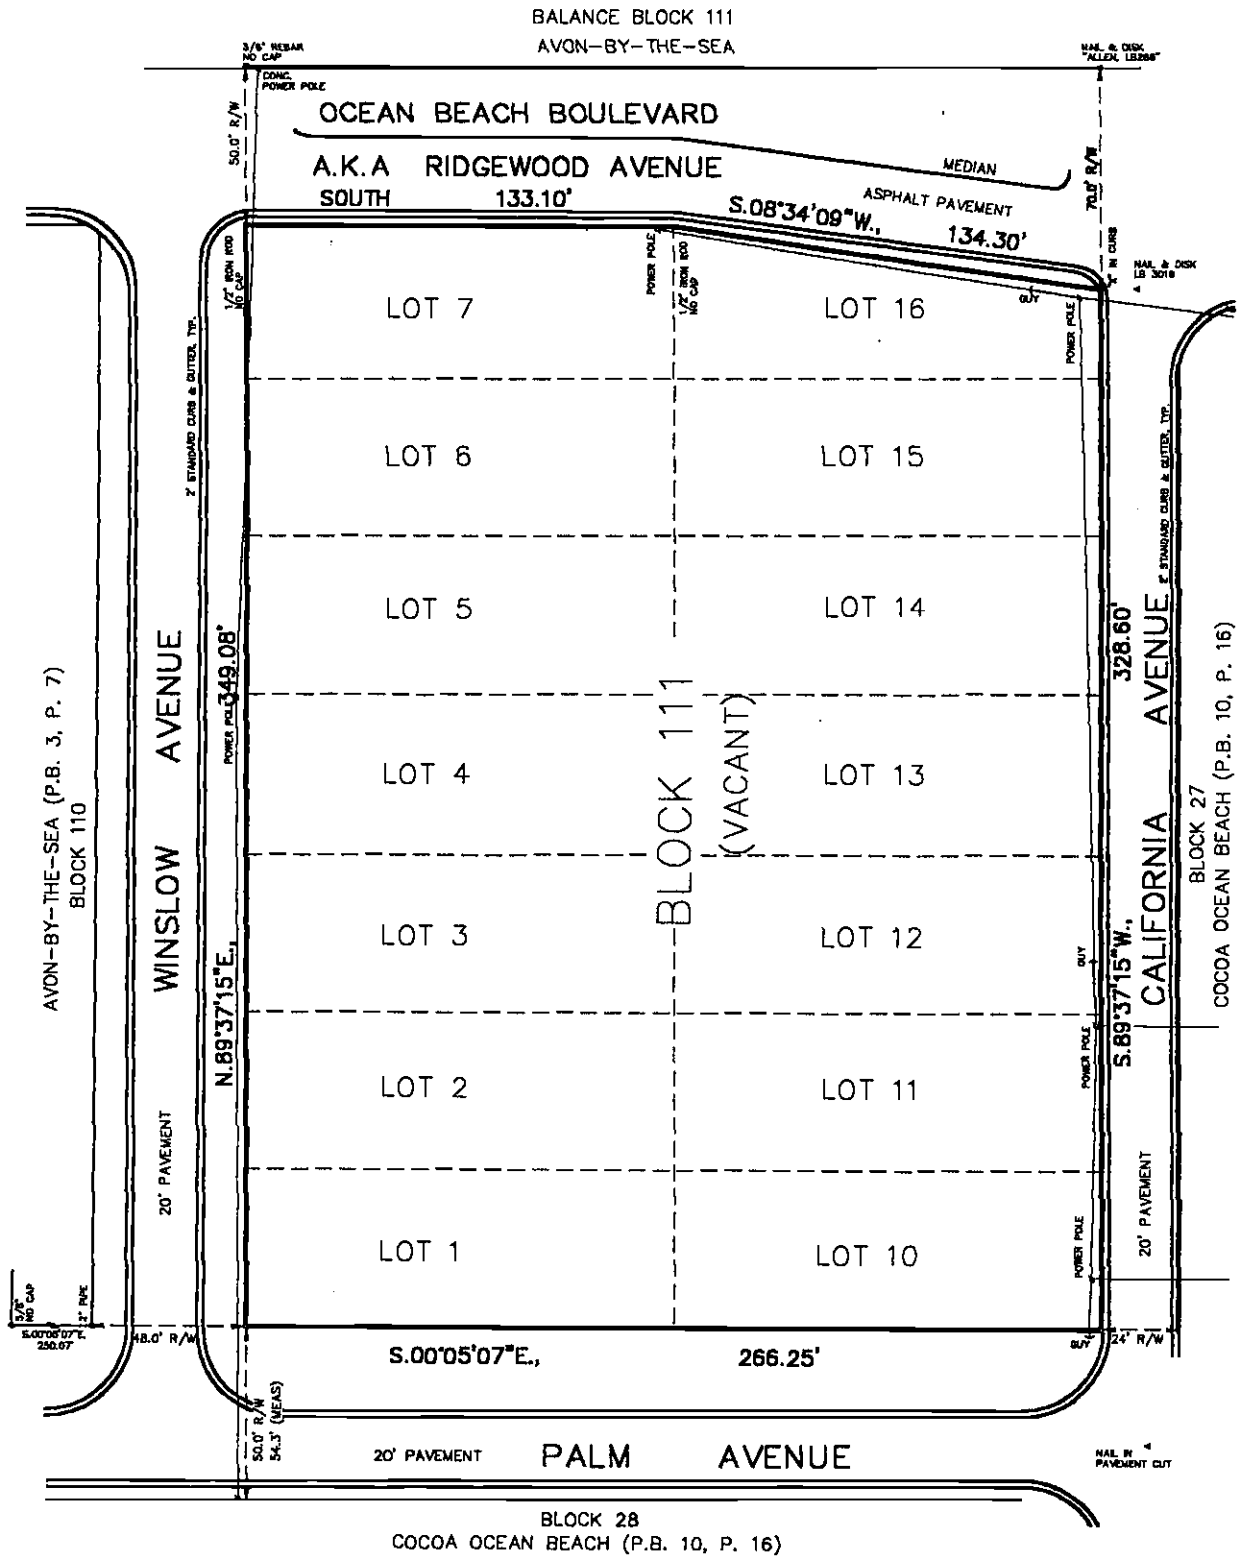 BALANCE BLOCK 111
AVON-BY-THE-SEA
5/8" REBAR
NO CAP
NAIL & DISK
"ALLEN, LB266"
CONC.
POWER POLE
50.0' R/W
OCEAN BEACH BOULEVARD
A.K.A RIDGEWOOD AVENUE
MEDIAN
70.0' R/W
SOUTH 133.10'
S.08°34'09"W., 134.30'
ASPHALT PAVEMENT
"X" IN CURB
NAIL & DISK
LB 3018
1/2" IRON ROD
NO CAP
POWER POLE
1/2" IRON ROD
NO CAP
GUY
POWER POLE
LOT 7
LOT 16
2' STANDARD CURB & GUTTER, TYP.
2' STANDARD CURB & GUTTER, TYP.
LOT 6
LOT 15
LOT 5
LOT 14
AVON-BY-THE-SEA (P.B. 3, P. 7)
BLOCK 110
WINSLOW AVENUE
N.89°37'15"E., 349.08'
POWER POLE
BLOCK 111
(VACANT)
S.89°37'15"W., 328.60'
CALIFORNIA AVENUE
BLOCK 27
COCOA OCEAN BEACH (P.B. 10, P. 16)
LOT 4
LOT 13
LOT 3
LOT 12
GUY
POWER POLE
LOT 2
LOT 11
20' PAVEMENT
20' PAVEMENT
LOT 1
LOT 10
POWER POLE
5/8"
NO CAP
2" PIPE
S.00°05'07"E.
250.07'
48.0' R/W
GUY
24' R/W
S.00°05'07"E., 266.25'
50.0' R/W
54.3' (MEAS)
20' PAVEMENT
PALM AVENUE
NAIL IN
PAVEMENT CUT
BLOCK 28
COCOA OCEAN BEACH (P.B. 10, P. 16)